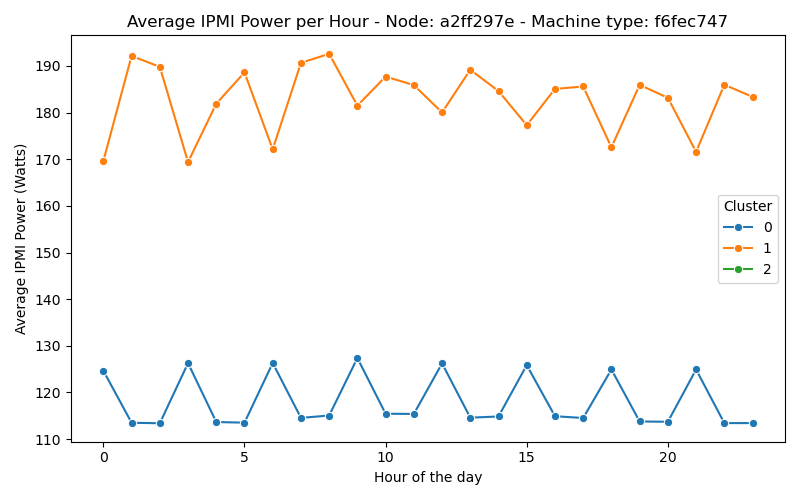 Average IPMI Power per Hour - Node: a2ff297e - Machine type: f6fec747
Average IPMI Power (Watts)
190
180
170
160
150
140
130
120
110
Cluster
0
1
2
0 5 10 15 20
Hour of the day